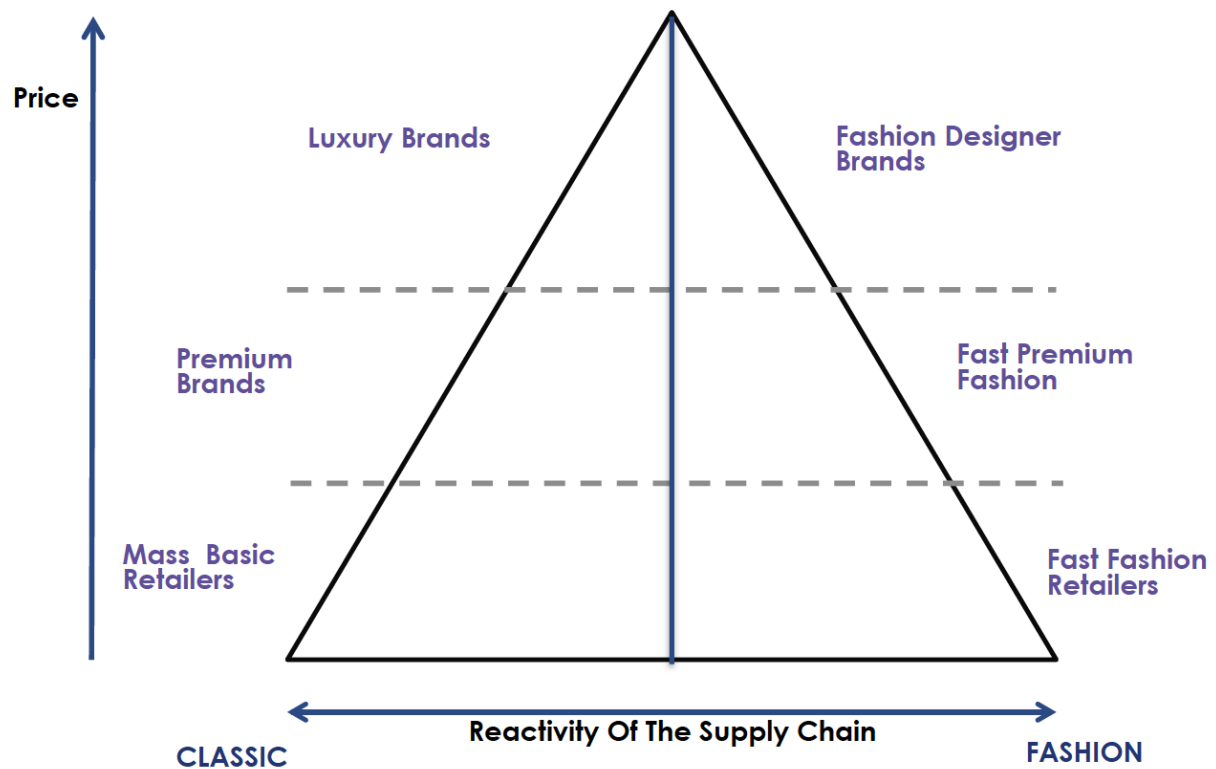 Price
Luxury Brands
Fashion Designer
Brands
Premium
Brands
Fast Premium
Fashion
Mass Basic
Retailers
Fast Fashion
Retailers
Reactivity Of The Supply Chain
CLASSIC
FASHION